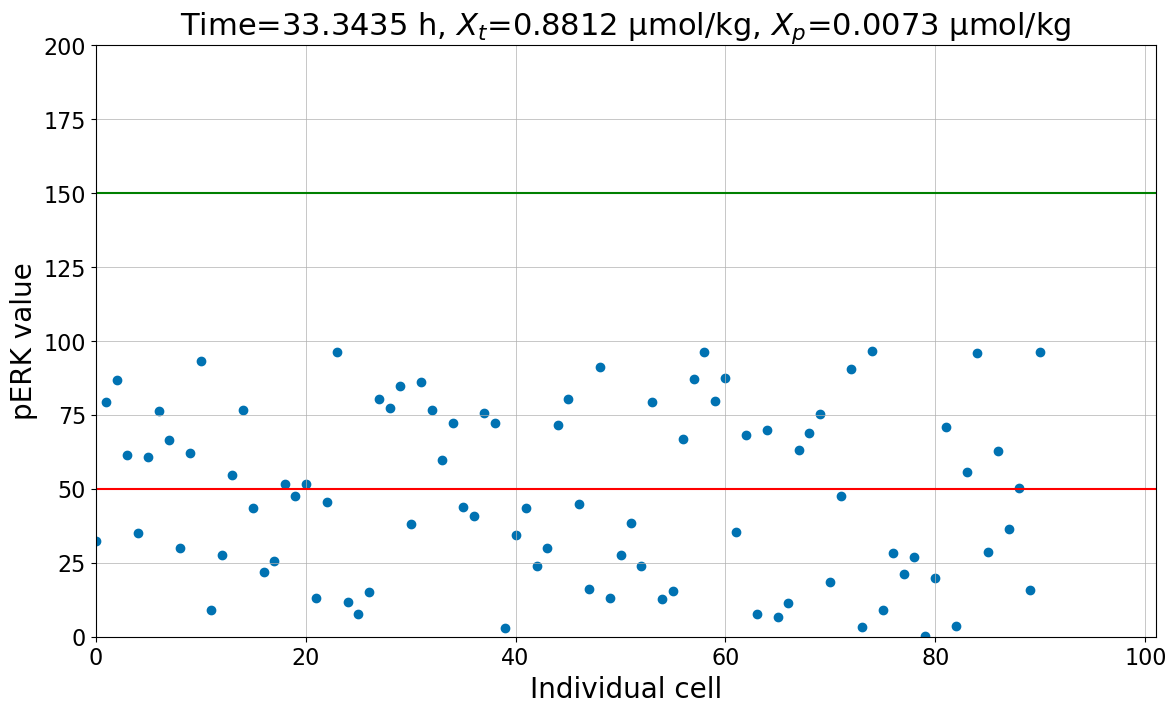 Time=33.3435 h, Xₜ=0.8812 μmol/kg, Xₚ=0.0073 μmol/kg
200
175
150
125
100
75
50
25
0
pERK value
0 20 40 60 80 100
Individual cell